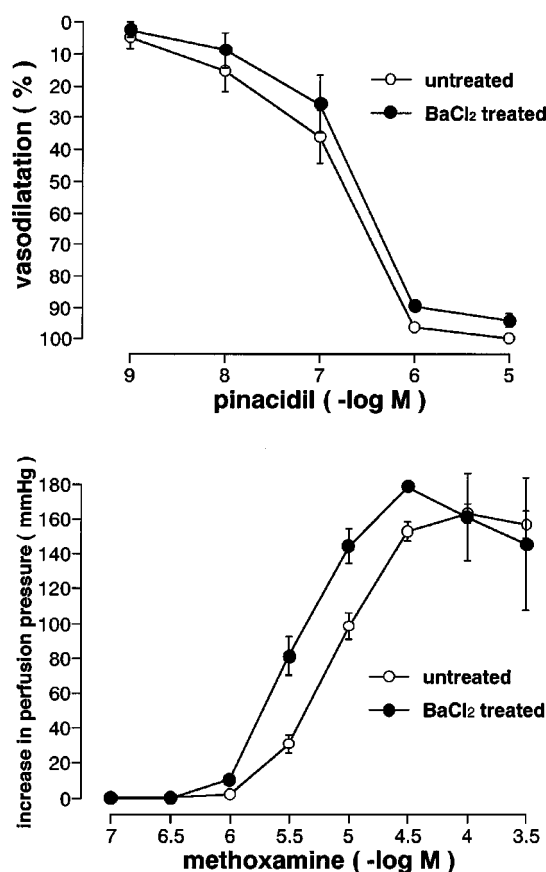 0
10
20
30
40
50
60
70
80
90
100
vasodilatation ( % )
untreated
BaCl₂ treated
9 8 7 6 5
pinacidil ( -log M )
180
160
140
120
100
80
60
40
20
0
increase in perfusion pressure ( mmHg )
untreated
BaCl₂ treated
7 6.5 6 5.5 5 4.5 4 3.5
methoxamine ( -log M )